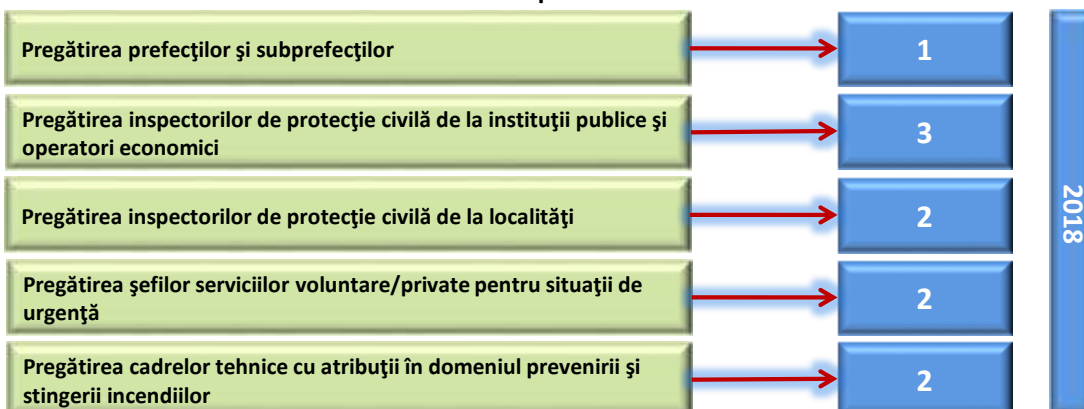 Pregătirea prefecţilor şi subprefecţilor
1
Pregătirea inspectorilor de protecţie civilă de la instituţii publice şi
operatori economici
3
Pregătirea inspectorilor de protecţie civilă de la localităţi
2
Pregătirea şefilor serviciilor voluntare/private pentru situaţii de
urgenţă
2
Pregătirea cadrelor tehnice cu atribuţii în domeniul prevenirii şi
stingerii incendiilor
2
2018